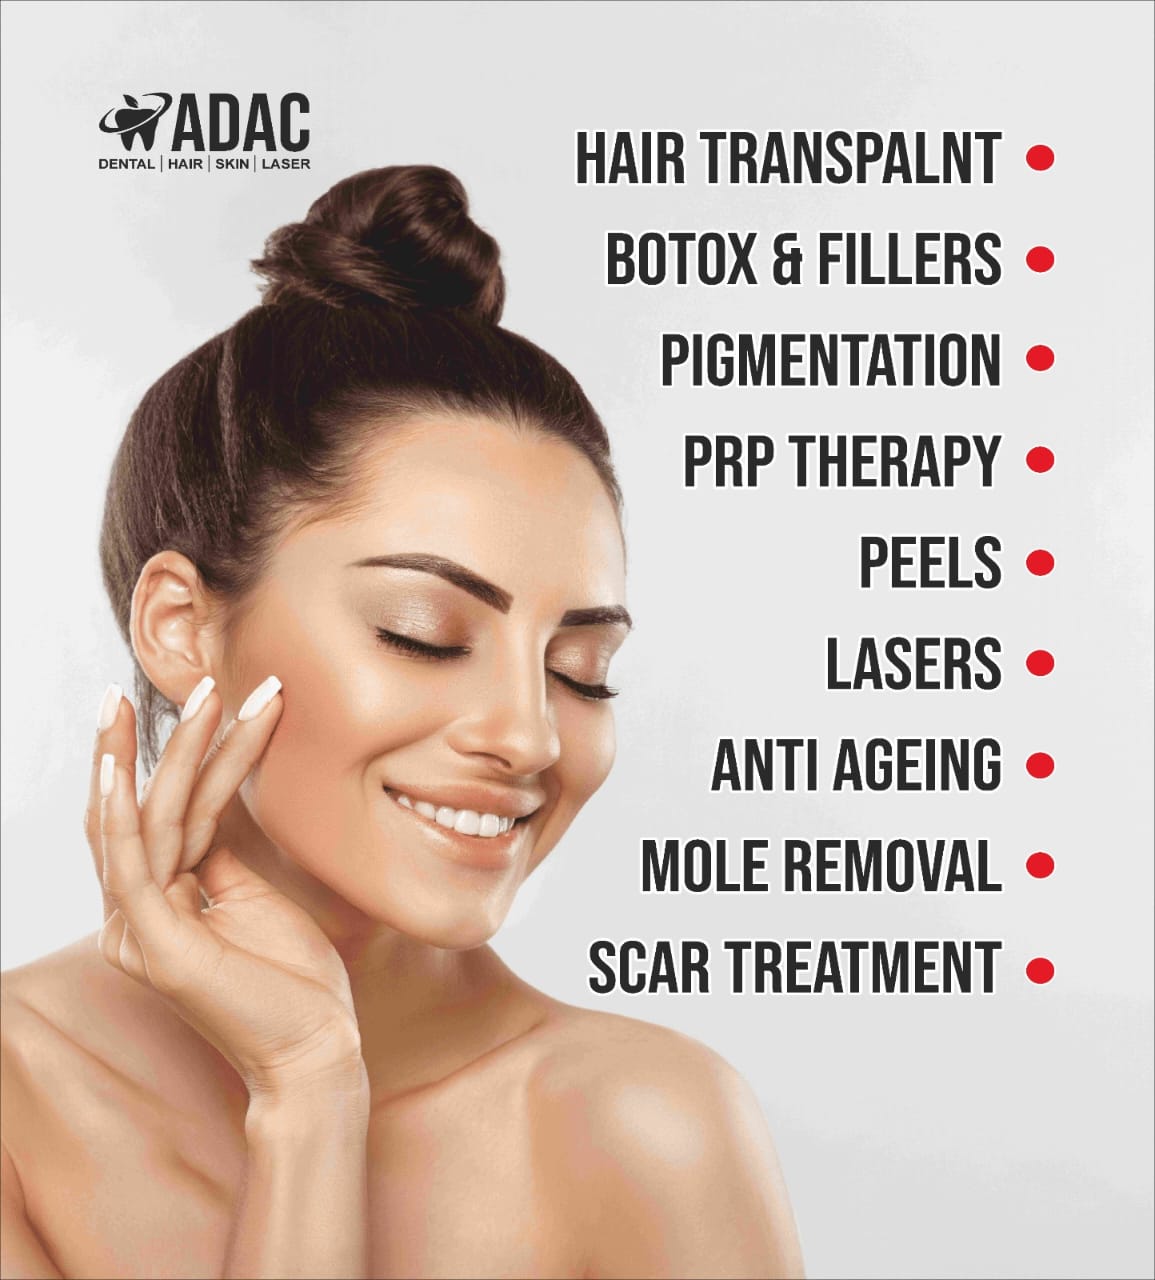 ADAC
DENTAL | HAIR | SKIN | LASER
HAIR TRANSPALNT
BOTOX & FILLERS
PIGMENTATION
PRP THERAPY
PEELS
LASERS
ANTI AGEING
MOLE REMOVAL
SCAR TREATMENT